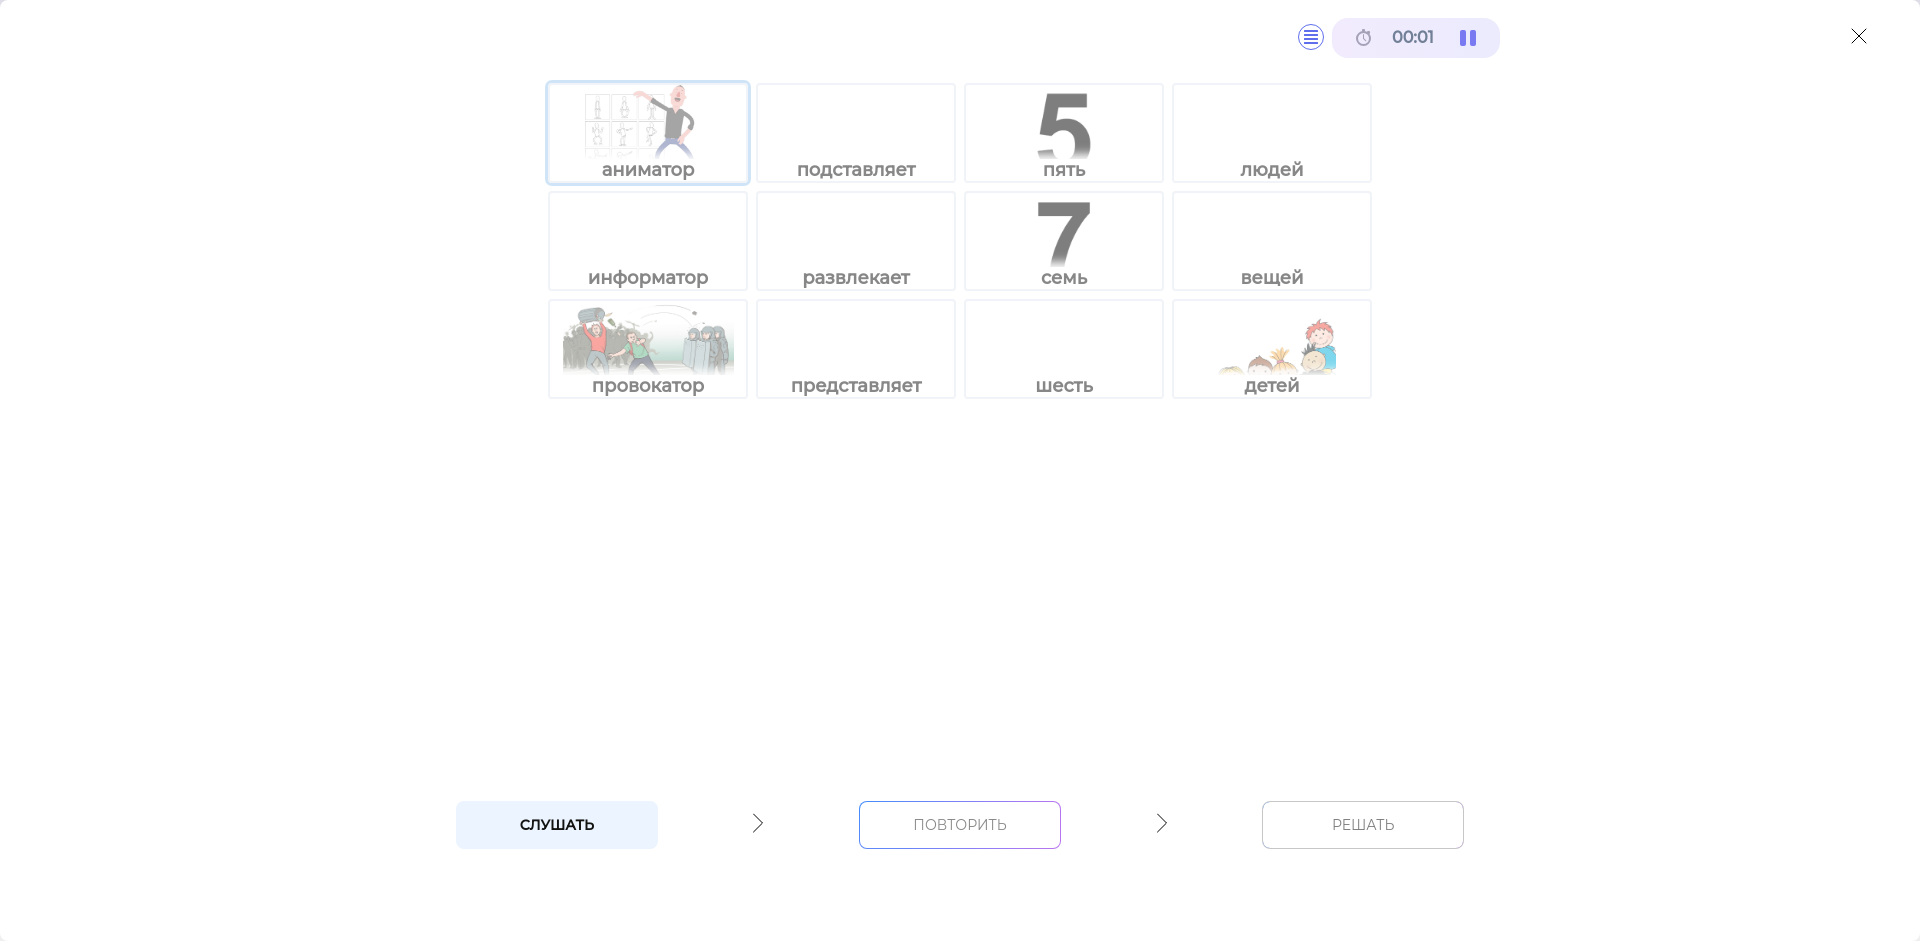 00:01
аниматор подставляет 5 пять людей
информатор развлекает 7 семь вещей
провокатор представляет шесть детей
СЛУШАТЬ ПОВТОРИТЬ РЕШАТЬ